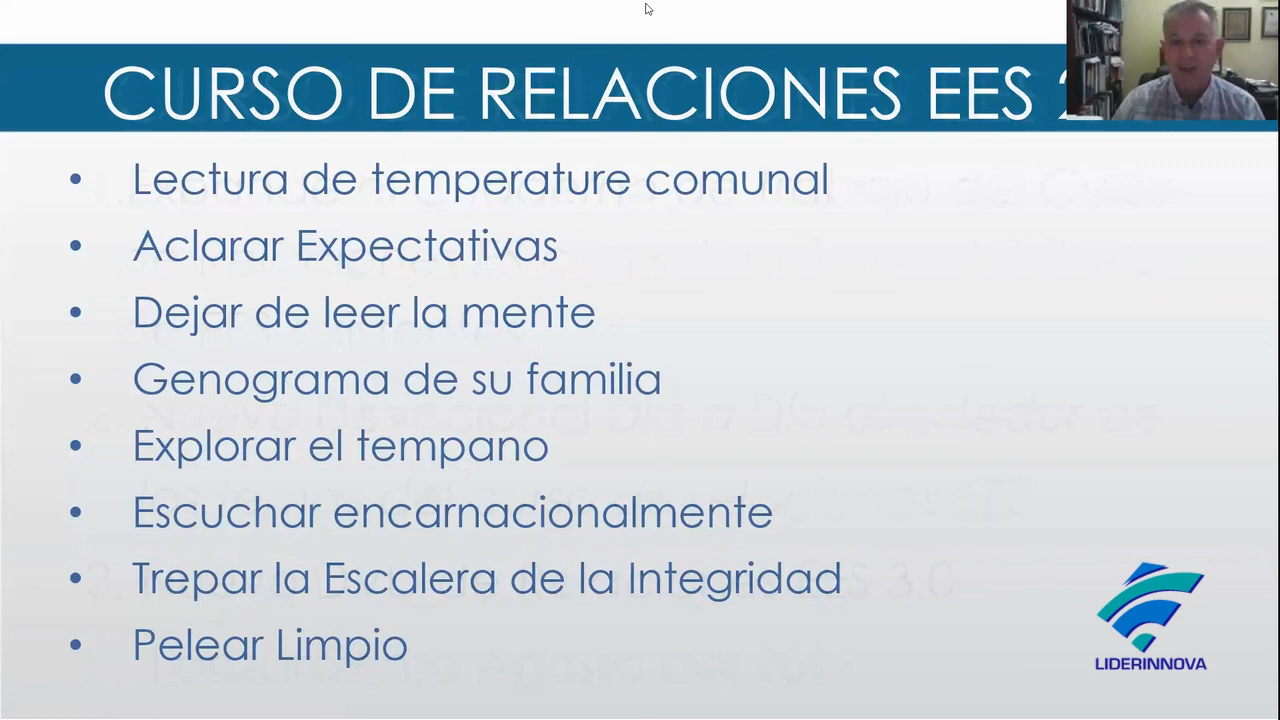 CURSO DE RELACIONES EES
• Lectura de temperature comunal
• Aclarar Expectativas
• Dejar de leer la mente
• Genograma de su familia
• Explorar el tempano
• Escuchar encarnacionalmente
• Trepar la Escalera de la Integridad
• Pelear Limpio
LIDERINNOVA